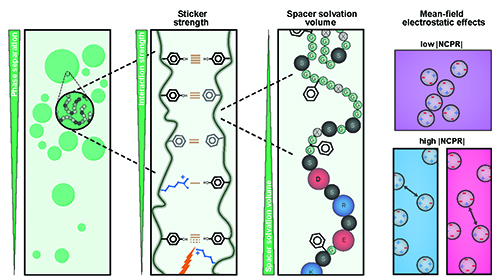 Sticker
strength
Spacer solvation
volume
Mean-field
electrostatic effects
Phase separation
Interaction strength
Spacer solvation volume
low |NCPR|
high |NCPR|
D
R
E
K